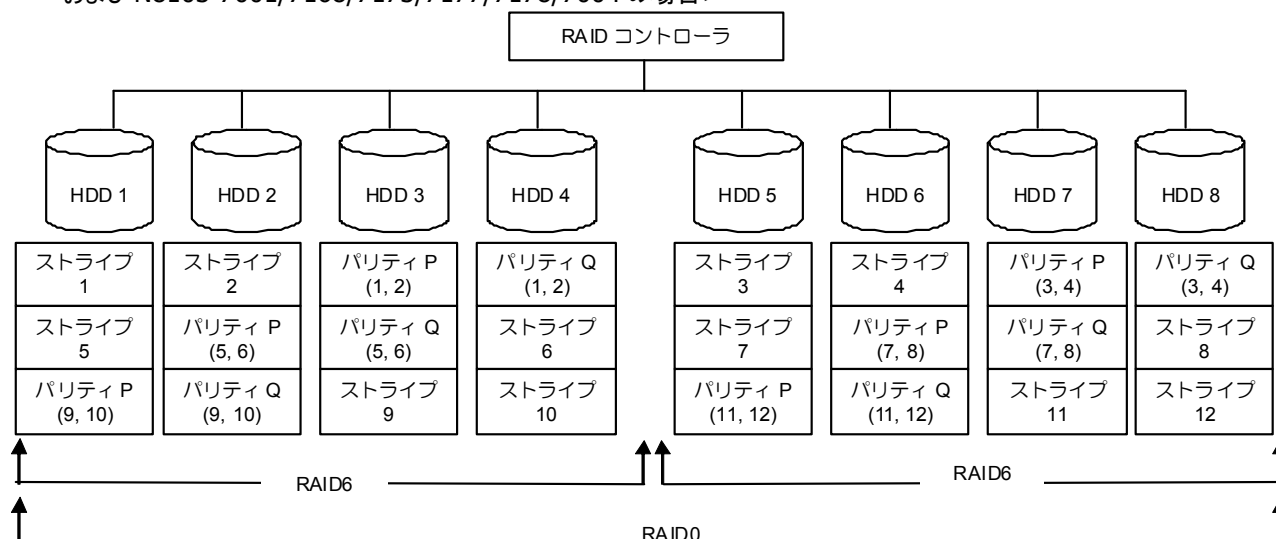 RAID コントローラ
HDD 1
HDD 2
HDD 3
HDD 4
HDD 5
HDD 6
HDD 7
HDD 8
ストライプ
1
ストライプ
2
パリティ P
(1, 2)
パリティ Q
(1, 2)
ストライプ
3
ストライプ
4
パリティ P
(3, 4)
パリティ Q
(3, 4)
ストライプ
5
パリティ P
(5, 6)
パリティ Q
(5, 6)
ストライプ
6
ストライプ
7
パリティ P
(7, 8)
パリティ Q
(7, 8)
ストライプ
8
パリティ P
(9, 10)
パリティ Q
(9, 10)
ストライプ
9
ストライプ
10
パリティ P
(11, 12)
パリティ Q
(11, 12)
ストライプ
11
ストライプ
12
RAID6
RAID6
RAID0